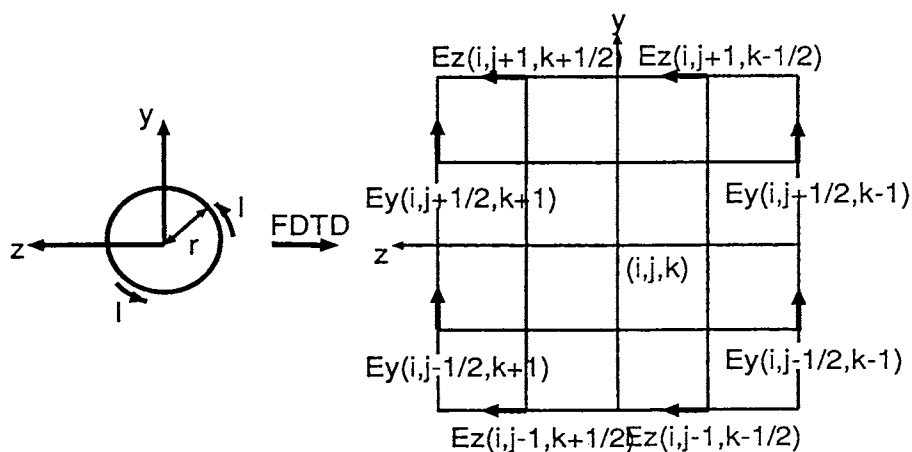 y
Ez(i,j+1,k+1/2) Ez(i,j+1,k-1/2)
y
Ey(i,j+1/2,k+1) Ey(i,j+1/2,k-1)
I
FDTD
z r z
(i,j,k)
I
Ey(i,j-1/2,k+1) Ey(i,j-1/2,k-1)
Ez(i,j-1,k+1/2) Ez(i,j-1,k-1/2)